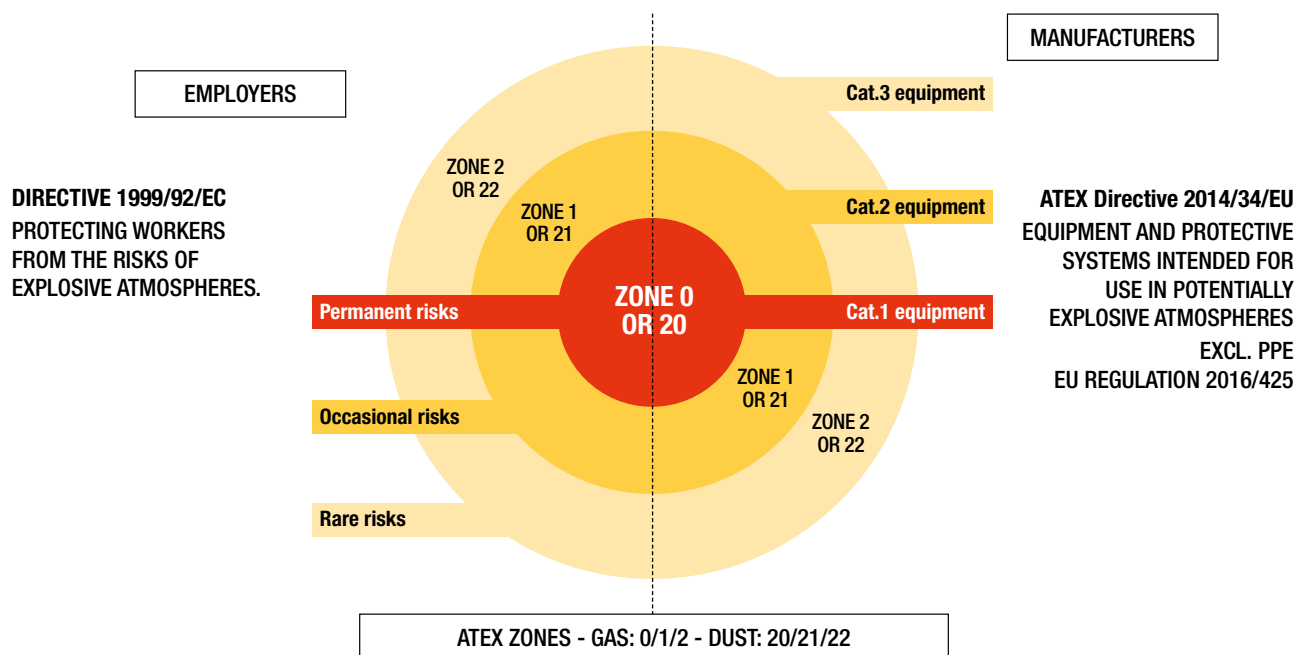 MANUFACTURERS
EMPLOYERS
Cat.3 equipment
ZONE 2
OR 22
DIRECTIVE 1999/92/EC
PROTECTING WORKERS
FROM THE RISKS OF
EXPLOSIVE ATMOSPHERES.
ZONE 1
OR 21
Cat.2 equipment
ATEX Directive 2014/34/EU
EQUIPMENT AND PROTECTIVE
SYSTEMS INTENDED FOR
USE IN POTENTIALLY
EXPLOSIVE ATMOSPHERES
EXCL. PPE
EU REGULATION 2016/425
Permanent risks
ZONE 0
OR 20
Cat.1 equipment
ZONE 1
OR 21
Occasional risks
ZONE 2
OR 22
Rare risks
ATEX ZONES - GAS: 0/1/2 - DUST: 20/21/22